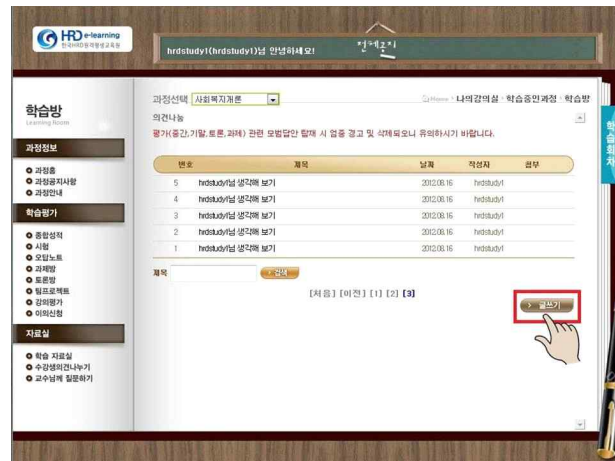 HRD e-learning
한국HRD원격평생교육원
hrdstudy1(hrdstudy1)님 안녕하세요!
전체공지
학습방
Learning Room
과정정보
과정홈
과정공지사항
과정안내
학습평가
종합성적
시험
오답노트
과제방
토론방
팀프로젝트
강의평가
이의신청
자료실
학습 자료실
수강생의견나누기
교수님께 질문하기
과정선택 사회복지개론
Home · 나의강의실 · 학습중인과정 · 학습방
의견나눔
평가(중간,기말,토론,과제) 관련 모범답안 탑재 시 엄중 경고 및 삭제되오니 유의하시기 바랍니다.
번호 제목 날짜 작성자 첨부
5 hrdstudy1님 생각해 보기 2012.08.16 hrdstudy1
4 hrdstudy1님 생각해 보기 2012.08.16 hrdstudy1
3 hrdstudy1님 생각해 보기 2012.08.16 hrdstudy1
2 hrdstudy1님 생각해 보기 2012.08.16 hrdstudy1
1 hrdstudy1님 생각해 보기 2012.08.16 hrdstudy1
제목 검색
[처음] [이전] [1] [2] [3]
글쓰기
학습회차